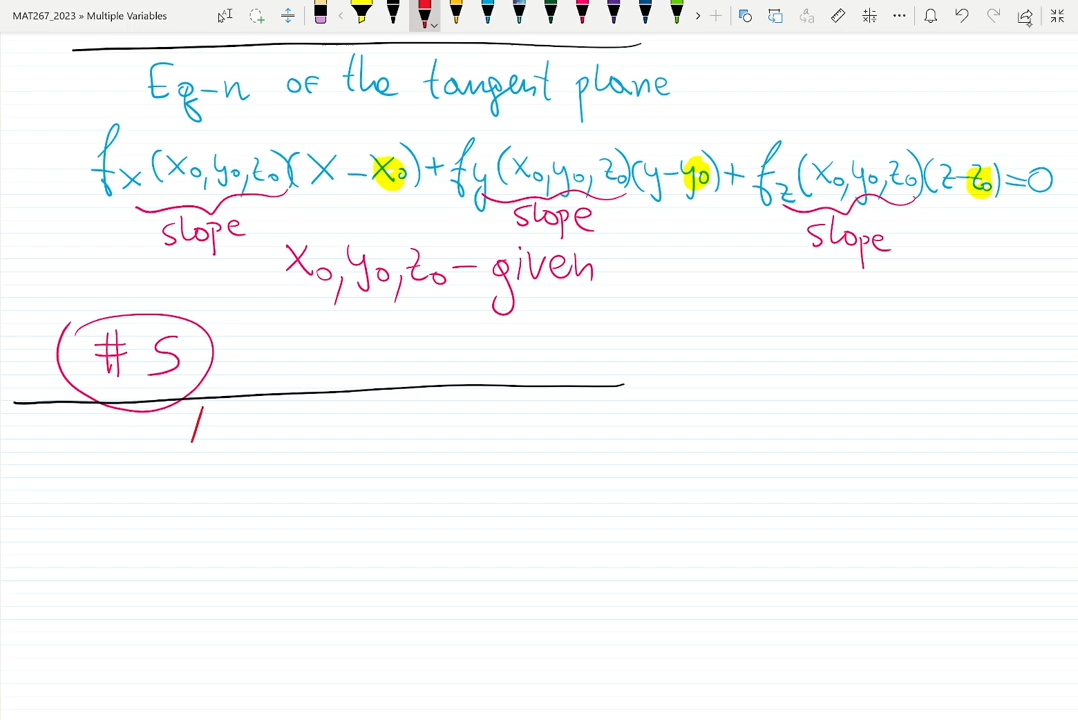 MAT267_2023 » Multiple Variables
Eq-n of the tangent plane
fx(x0,y0,z0)(x-x0)+fy(x0,y0,z0)(y-y0)+fz(x0,y0,z0)(z-z0)=0
slope slope slope
x0,y0,z0 - given
# 5